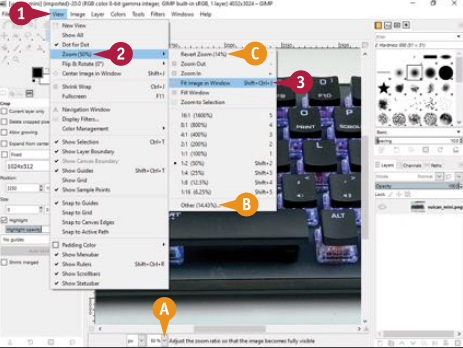 [vulcan_mini] (imported)-23.0 (RGB color 8-bit gamma integer, GIMP built-in sRGB, 1 layer) 4032x3024 – GIMP
1
View Image Layer Colors Tools Filters Windows Help
New View
Show All
Dot for Dot
2
Zoom (50%)
Flip & Rotate (0°)
Center Image in Window Shift+J
Shrink Wrap Ctrl+J
Fullscreen F11
Navigation Window
Display Filters...
Color Management
Show Selection Ctrl+T
Show Layer Boundary
Show Canvas Boundary
Show Guides Shift+Ctrl+T
Show Grid
Show Sample Points
Snap to Guides
Snap to Grid
Snap to Canvas Edges
Snap to Active Path
Padding Color
Show Menubar
Show Rulers Shift+Ctrl+R
Show Scrollbars
Show Statusbar
Revert Zoom (14%)
C
Zoom Out
Zoom In
Fit Image in Window Shift+Ctrl+J
3
Fill Window
Zoom to Selection
16:1 (1600%) 5
8:1 (800%) 4
4:1 (400%) 3
2:1 (200%) 2
1:1 (100%) 1
1:2 (50%) Shift+2
1:4 (25%) Shift+3
1:8 (12.5%) Shift+4
1:16 (6.25%) Shift+5
Other (14.43%)...
B
Crop
Current layer only
Delete cropped pixels
Allow growing
Expand from center
Fixed
1024x512
Position:
Size:
Highlight
Highlight opacity
No guides
Shrink merged
O
P
PRINT
SCROLL
ALT
ALT
A
px
50 %
Adjust the zoom ratio so that the image becomes fully visible
Filter
2. Hardness 050 (51 × 51)
Basic,
Spacing 100.0
Layers Channels Paths
Mode Normal
Opacity 100.0
Lock:
vulcan_mini.png